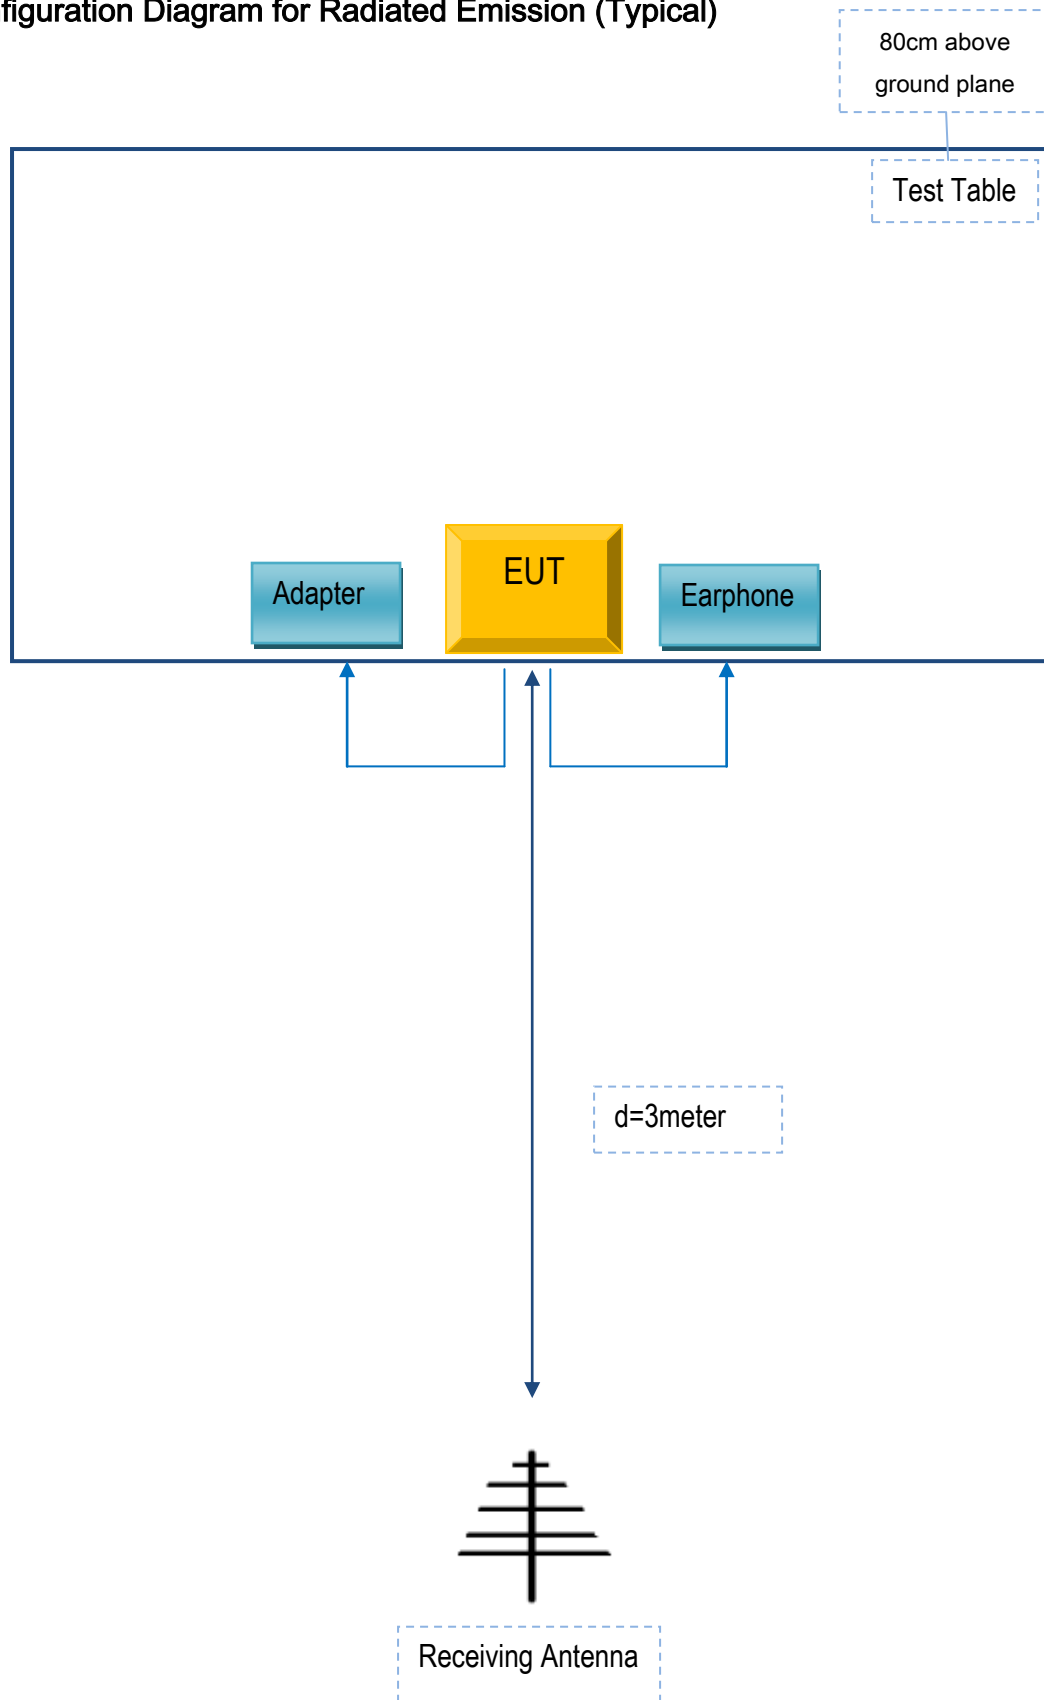 figuration Diagram for Radiated Emission (Typical)
80cm above
ground plane
Test Table
EUT
Adapter
Earphone
d=3meter
Receiving Antenna